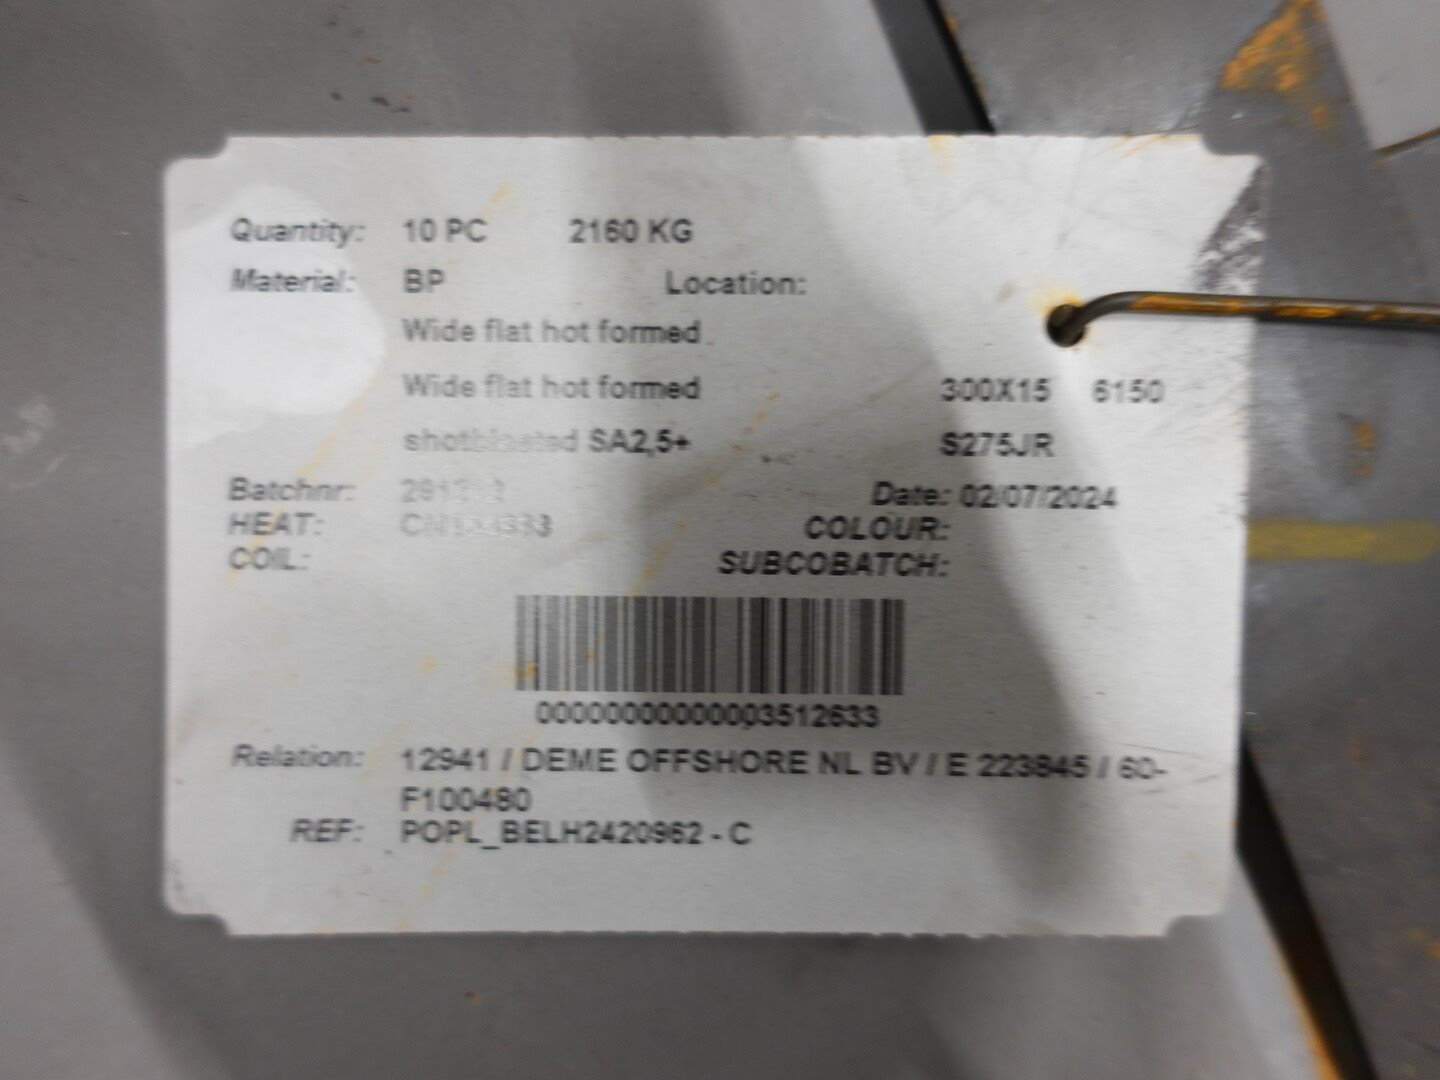 Quantity: 10 PC 2160 KG
Material: BP Location:
Wide flat hot formed
Wide flat hot formed 300X15 6150
shotblasted SA2,5+ S275JR
Batchnr: Date: 02/07/2024
HEAT: COLOUR:
COIL: SUBCOBATCH:
00000000000003512633
Relation: 12941 / DEME OFFSHORE NL BV / E 223845 / 60-
F100480
REF: POPL_BELH2420962 - C